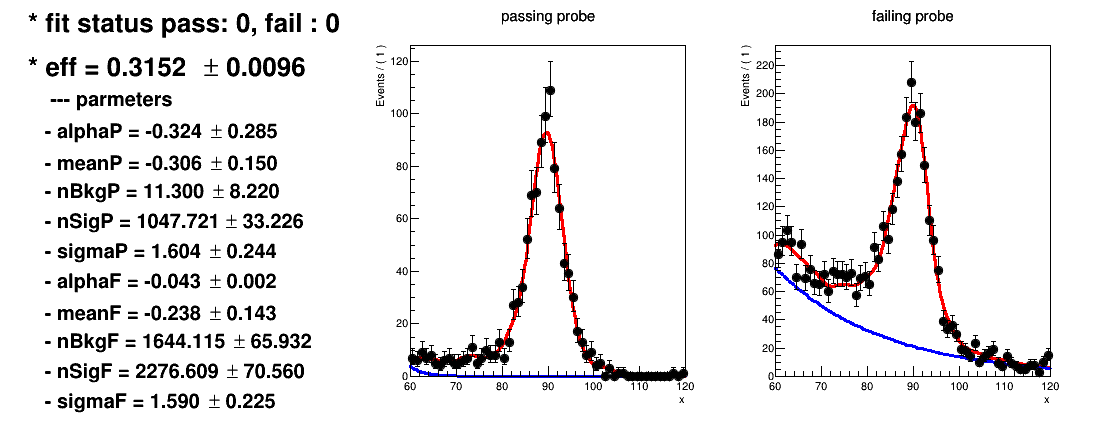 * fit status pass: 0, fail : 0
* eff = 0.3152 ± 0.0096
--- parmeters
- alphaP = -0.324 ± 0.285
- meanP = -0.306 ± 0.150
- nBkgP = 11.300 ± 8.220
- nSigP = 1047.721 ± 33.226
- sigmaP = 1.604 ± 0.244
- alphaF = -0.043 ± 0.002
- meanF = -0.238 ± 0.143
- nBkgF = 1644.115 ± 65.932
- nSigF = 2276.609 ± 70.560
- sigmaF = 1.590 ± 0.225
passing probe
Events / ( 1 )
120
100
80
60
40
20
0
60 70 80 90 100 110 120
x
failing probe
Events / ( 1 )
220
200
180
160
140
120
100
80
60
40
20
0
60 70 80 90 100 110 120
x